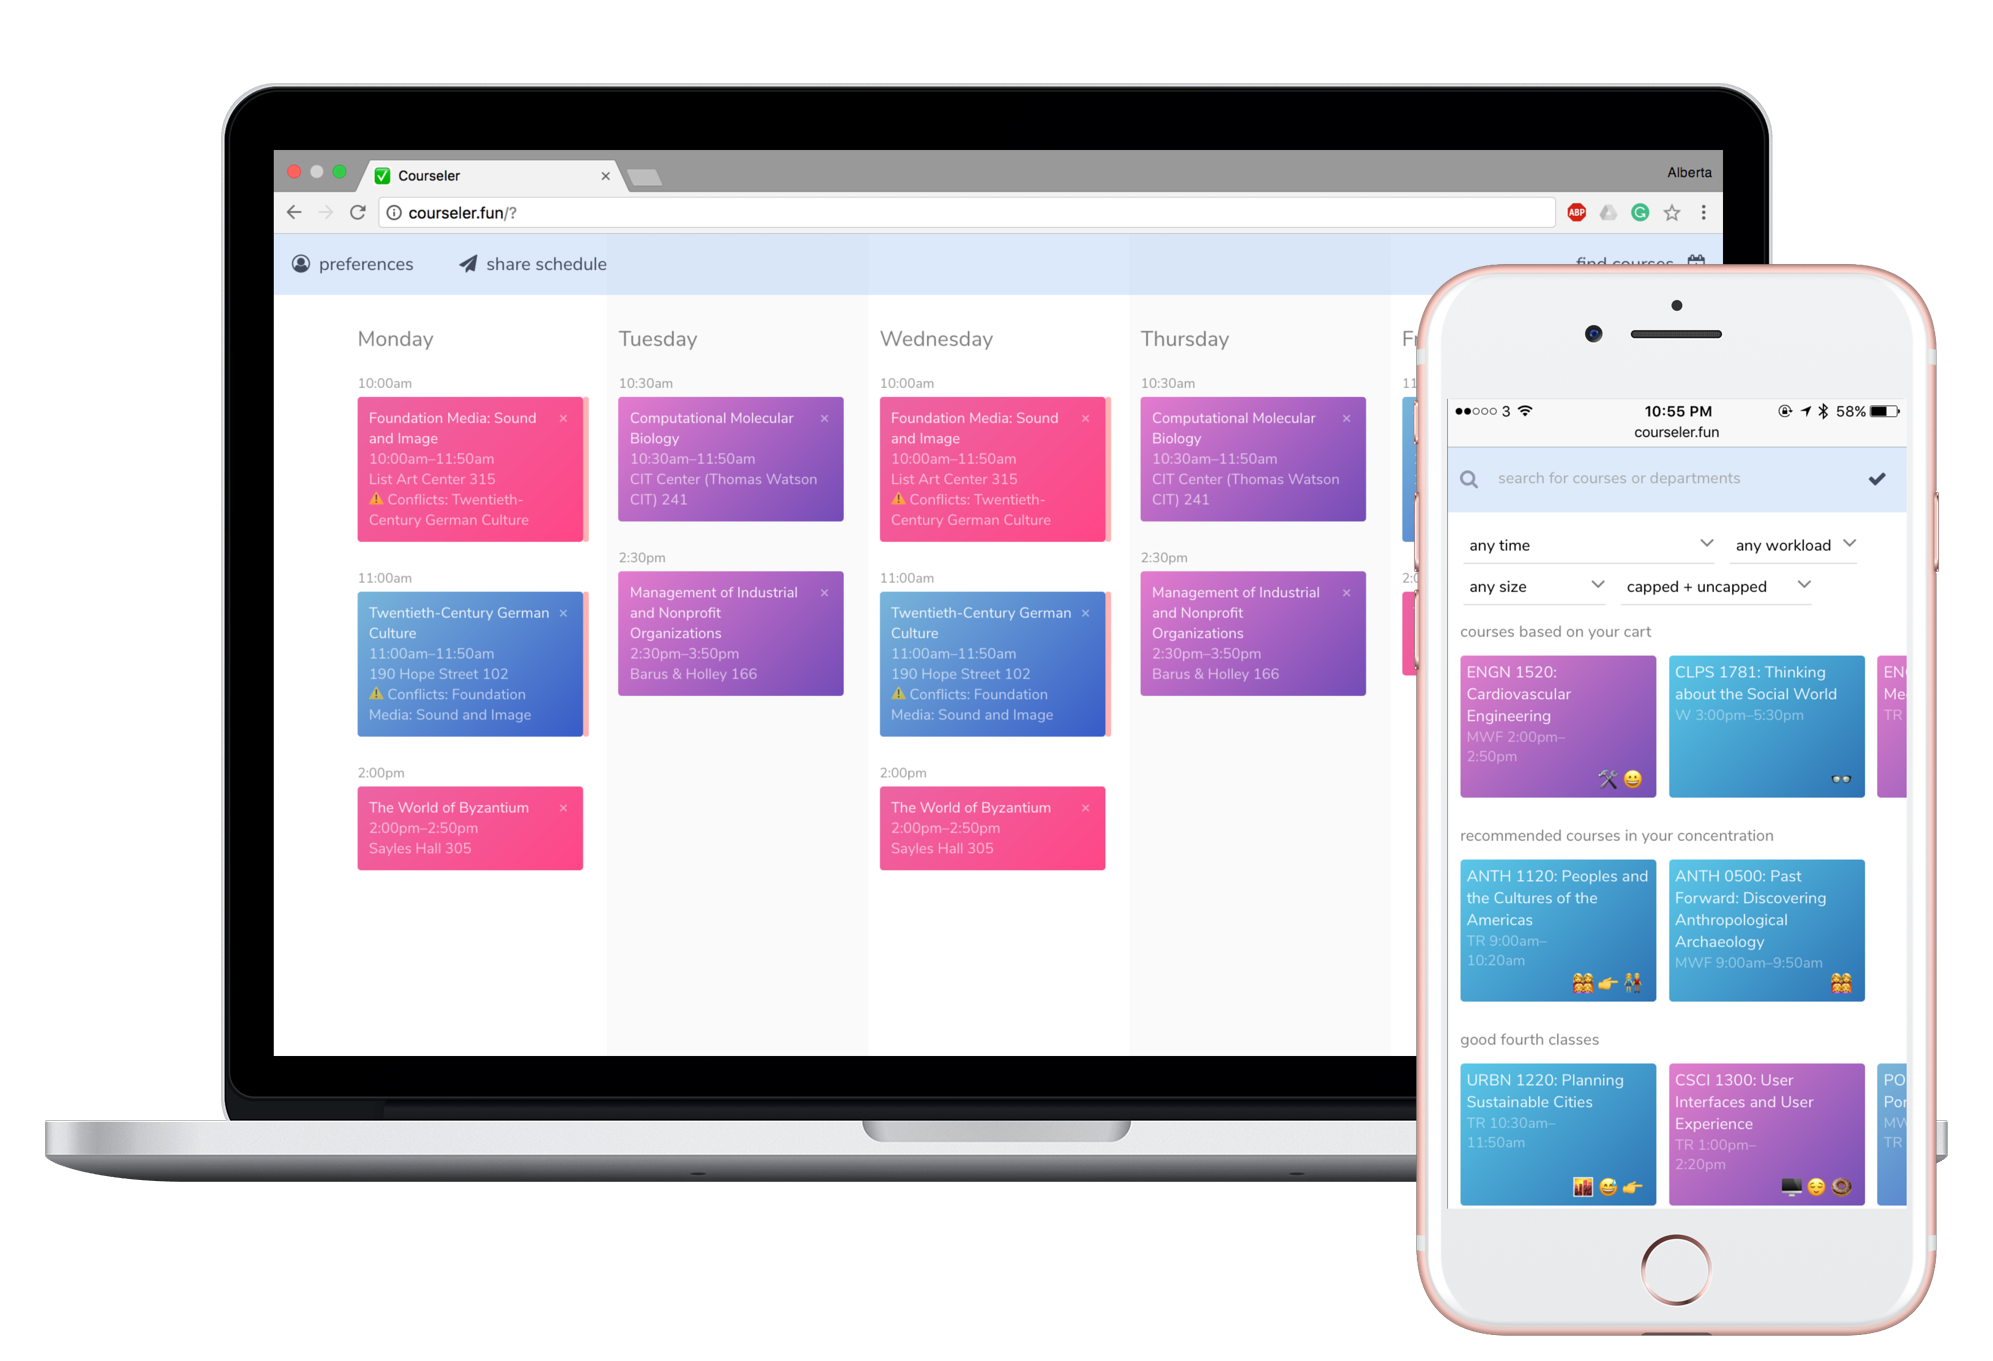 Courseler
Alberta
courseler.fun/?
ABP
preferences
share schedule
find courses
Monday
10:00am
Foundation Media: Sound
and Image
10:00am–11:50am
List Art Center 315
⚠ Conflicts: Twentieth-
Century German Culture
11:00am
Twentieth-Century German
Culture
11:00am–11:50am
190 Hope Street 102
⚠ Conflicts: Foundation
Media: Sound and Image
2:00pm
The World of Byzantium
2:00pm–2:50pm
Sayles Hall 305
Tuesday
10:30am
Computational Molecular
Biology
10:30am–11:50am
CIT Center (Thomas Watson
CIT) 241
2:30pm
Management of Industrial
and Nonprofit
Organizations
2:30pm–3:50pm
Barus & Holley 166
Wednesday
10:00am
Foundation Media: Sound
and Image
10:00am–11:50am
List Art Center 315
⚠ Conflicts: Twentieth-
Century German Culture
11:00am
Twentieth-Century German
Culture
11:00am–11:50am
190 Hope Street 102
⚠ Conflicts: Foundation
Media: Sound and Image
2:00pm
The World of Byzantium
2:00pm–2:50pm
Sayles Hall 305
Thursday
10:30am
Computational Molecular
Biology
10:30am–11:50am
CIT Center (Thomas Watson
CIT) 241
2:30pm
Management of Industrial
and Nonprofit
Organizations
2:30pm–3:50pm
Barus & Holley 166
3
10:55 PM
58%
courseler.fun
search for courses or departments
any time
any workload
any size
capped + uncapped
courses based on your cart
ENGN 1520:
Cardiovascular
Engineering
MWF 2:00pm–
2:50pm
CLPS 1781: Thinking
about the Social World
W 3:00pm–5:30pm
TR
recommended courses in your concentration
ANTH 1120: Peoples and
the Cultures of the
Americas
TR 9:00am–
10:20am
ANTH 0500: Past
Forward: Discovering
Anthropological
Archaeology
MWF 9:00am–9:50am
good fourth classes
URBN 1220: Planning
Sustainable Cities
TR 10:30am–
11:50am
CSCI 1300: User
Interfaces and User
Experience
TR 1:00pm–
2:20pm
TR